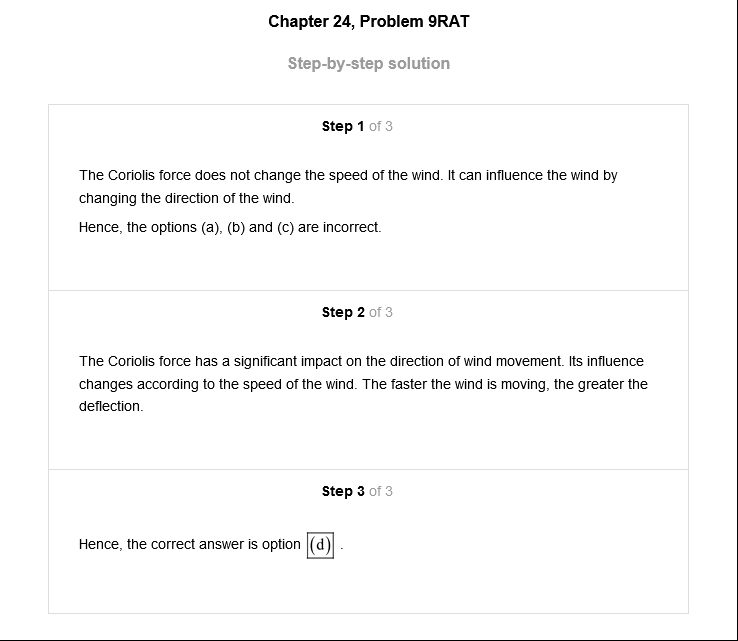 Chapter 24, Problem 9RAT
Step-by-step solution
Step 1 of 3
The Coriolis force does not change the speed of the wind. It can influence the wind by
changing the direction of the wind.
Hence, the options (a), (b) and (c) are incorrect.
Step 2 of 3
The Coriolis force has a significant impact on the direction of wind movement. Its influence
changes according to the speed of the wind. The faster the wind is moving, the greater the
deflection.
Step 3 of 3
Hence, the correct answer is option (d) .